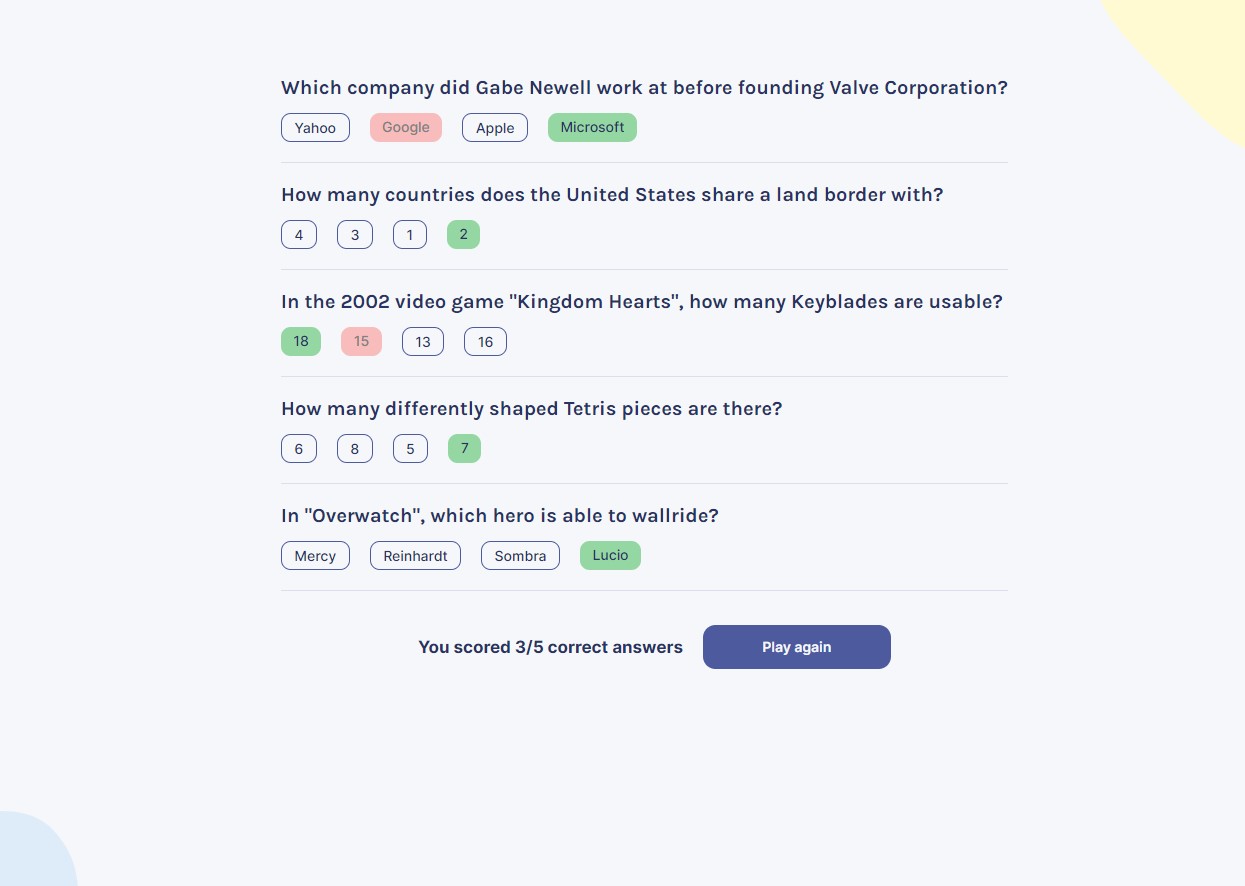 Which company did Gabe Newell work at before founding Valve Corporation?
Yahoo Google Apple Microsoft
How many countries does the United States share a land border with?
4 3 1 2
In the 2002 video game "Kingdom Hearts", how many Keyblades are usable?
18 15 13 16
How many differently shaped Tetris pieces are there?
6 8 5 7
In "Overwatch", which hero is able to wallride?
Mercy Reinhardt Sombra Lucio
You scored 3/5 correct answers Play again